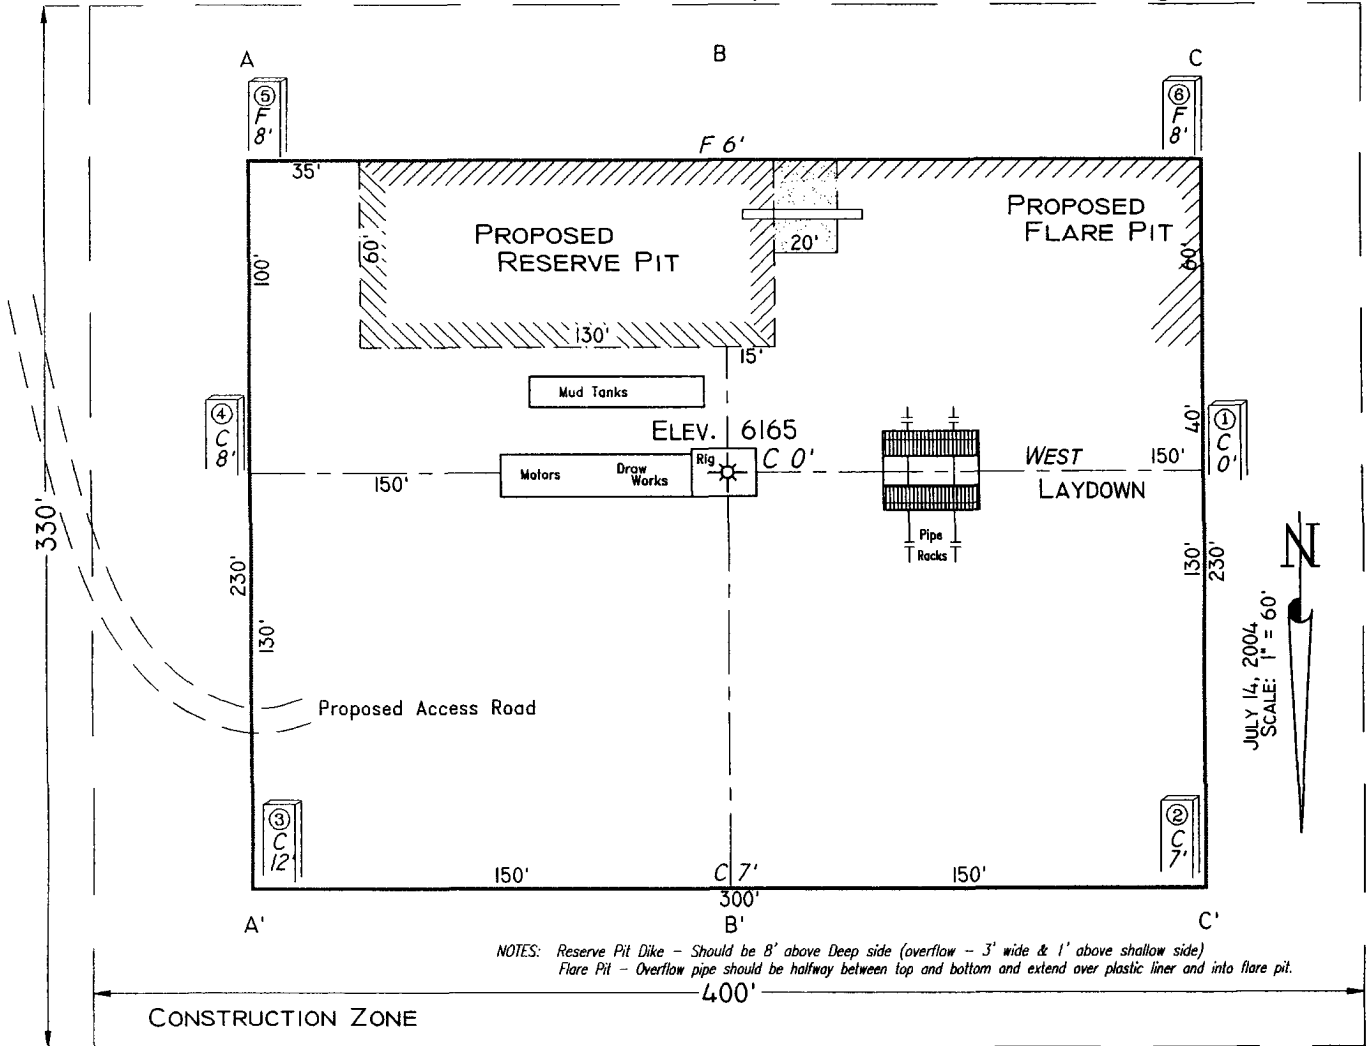 A
B
C
⑤
F
8'
⑥
F
8'
F 6'
35'
PROPOSED
RESERVE PIT
PROPOSED
FLARE PIT
60'
20'
60'
100'
130'
15'
Mud Tanks
④
C
8'
ELEV. 6165
40'
①
C
0'
Motors
Draw
Works
Rig
C 0'
WEST
LAYDOWN
150'
150'
Pipe
Racks
330'
230'
130'
130'
230'
N
JULY 14, 2004
SCALE: 1" = 60'
Proposed Access Road
③
C
12'
②
C
7'
150'
C 7'
150'
300'
A'
B'
C'
NOTES: Reserve Pit Dike - Should be 8' above Deep side (overflow - 3' wide & 1' above shallow side)
Flare Pit - Overflow pipe should be halfway between top and bottom and extend over plastic liner and into flare pit.
400'
CONSTRUCTION ZONE